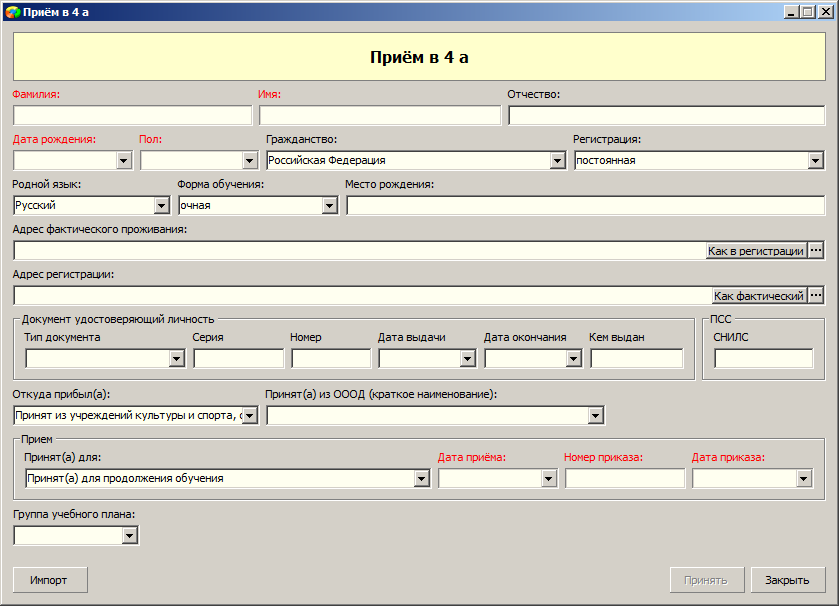 Приём в 4 а
Приём в 4 а
Фамилия: Имя: Отчество:
Дата рождения: Пол: Гражданство: Регистрация:
Российская Федерация постоянная
Родной язык: Форма обучения: Место рождения:
Русский очная
Адрес фактического проживания:
Как в регистрации ...
Адрес регистрации:
Как фактический ...
Документ удостоверяющий личность ПСС
Тип документа Серия Номер Дата выдачи Дата окончания Кем выдан СНИЛС
Откуда прибыл(а): Принят(а) из ОООД (краткое наименование):
Принят из учреждений культуры и спорта, с
Прием
Принят(а) для: Дата приёма: Номер приказа: Дата приказа:
Принят(а) для продолжения обучения
Группа учебного плана:
Импорт Принять Закрыть